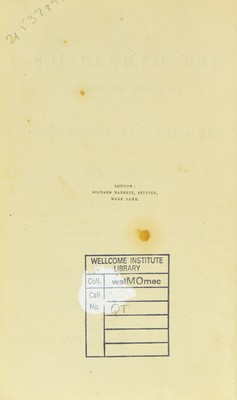 LONDON:
RICHARD BARRETT, PRINTER,
MARK LANE.
WELLCOME INSTITUTE
LIBRARY
Coll. welMOmec
Call
No. QT